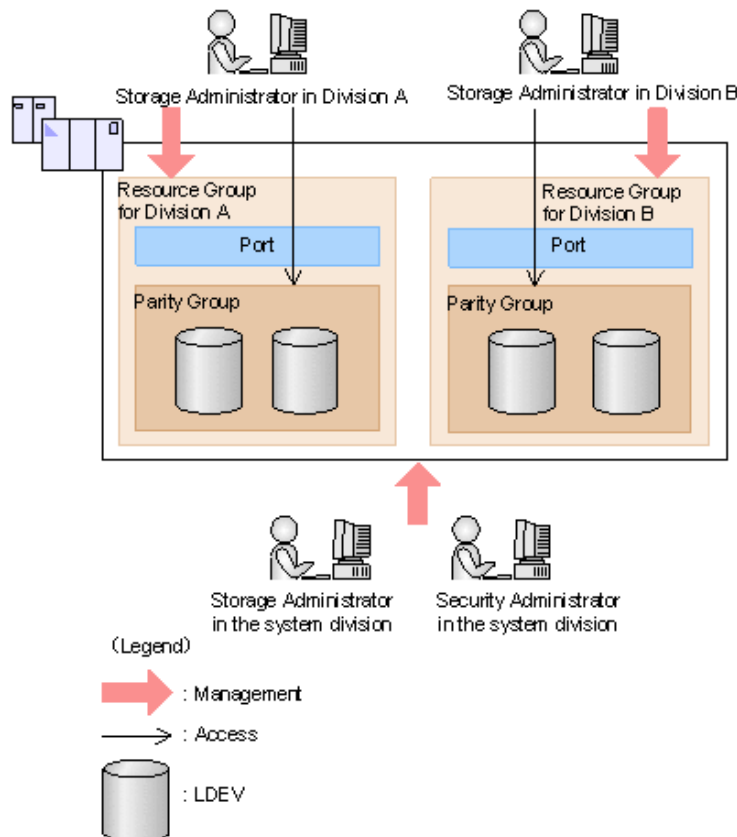 Storage Administrator in Division A
Storage Administrator in Division B
Resource Group
for Division A
Port
Parity Group
Resource Group
for Division B
Port
Parity Group
Storage Administrator
in the system division
Security Administrator
in the system division
(Legend)
: Management
: Access
: LDEV